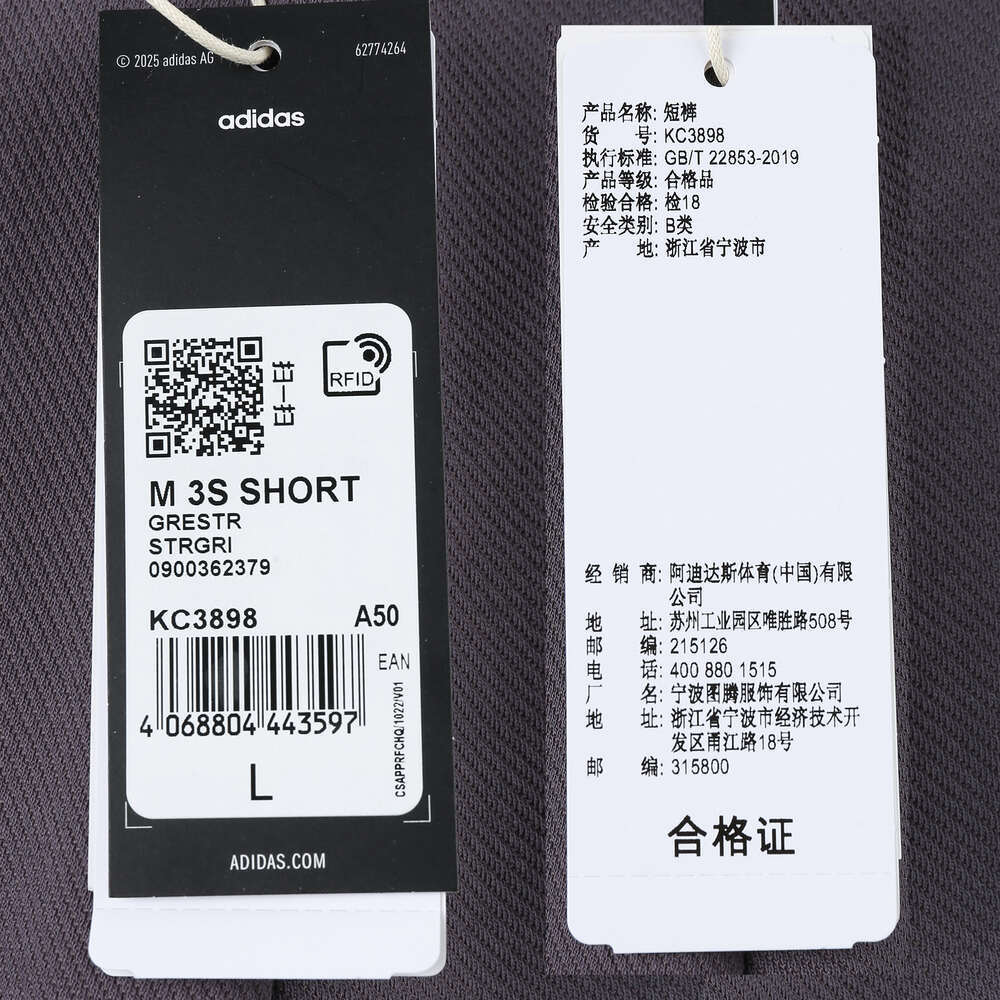 © 2025 adidas AG
62774264
adidas
扫一扫
RFID
M 3S SHORT
GRESTR
STRGRI
0900362379
KC3898 A50
EAN
4 068804 443597
CSAPPRFCHQ/1022/V01
L
ADIDAS.COM
产品名称: 短裤
货 号: KC3898
执行标准: GB/T 22853-2019
产品等级: 合格品
检验合格: 检18
安全类别: B类
产 地: 浙江省宁波市
经 销 商: 阿迪达斯体育(中国)有限
公司
地 址: 苏州工业园区唯胜路508号
邮 编: 215126
电 话: 400 880 1515
厂 名: 宁波图腾服饰有限公司
地 址: 浙江省宁波市经济技术开
发区甬江路18号
邮 编: 315800
合格证